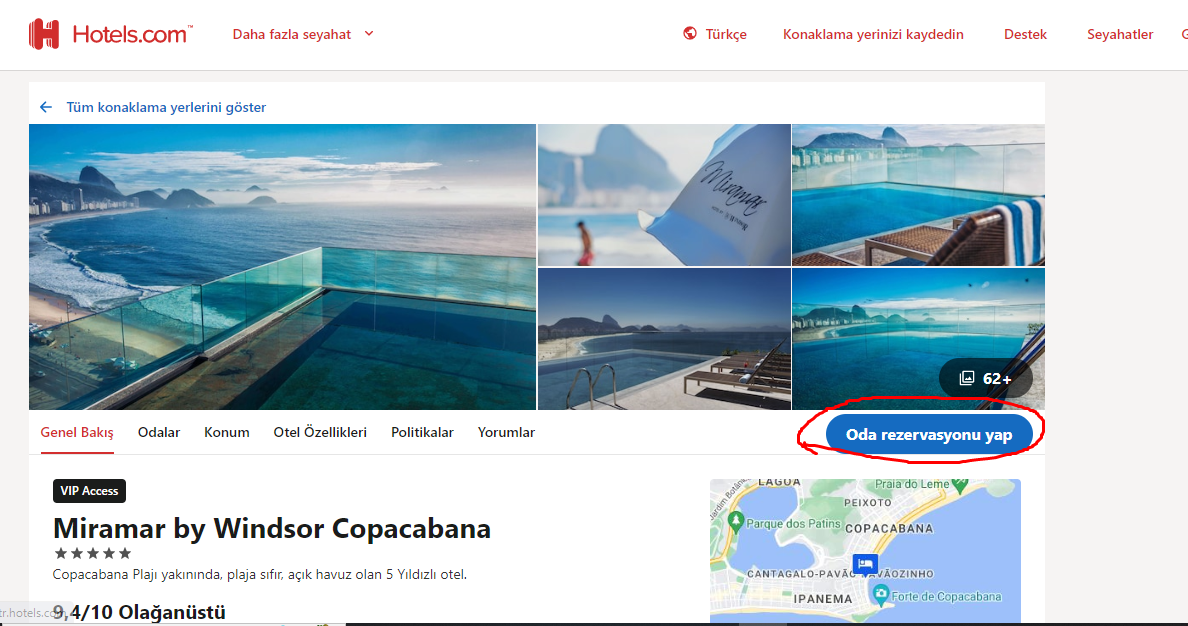 Hotels.com™
Daha fazla seyahat
Türkçe
Konaklama yerinizi kaydedin
Destek
Seyahatler
Tüm konaklama yerlerini göster
Miramar
62+
Genel Bakış
Odalar
Konum
Otel Özellikleri
Politikalar
Yorumlar
Oda rezervasyonu yap
VIP Access
Miramar by Windsor Copacabana
Copacabana Plajı yakınında, plaja sıfır, açık havuz olan 5 Yıldızlı otel.
9,4/10 Olağanüstü
LAGOA
Praia do Leme
Jardim Botân
PEIXOTO
Parque dos Patins
COPACABANA
CANTAGALO-PAVÃO
VÃOZINHO
IPANEMA
Forte de Copacabana
tr.hotels.co